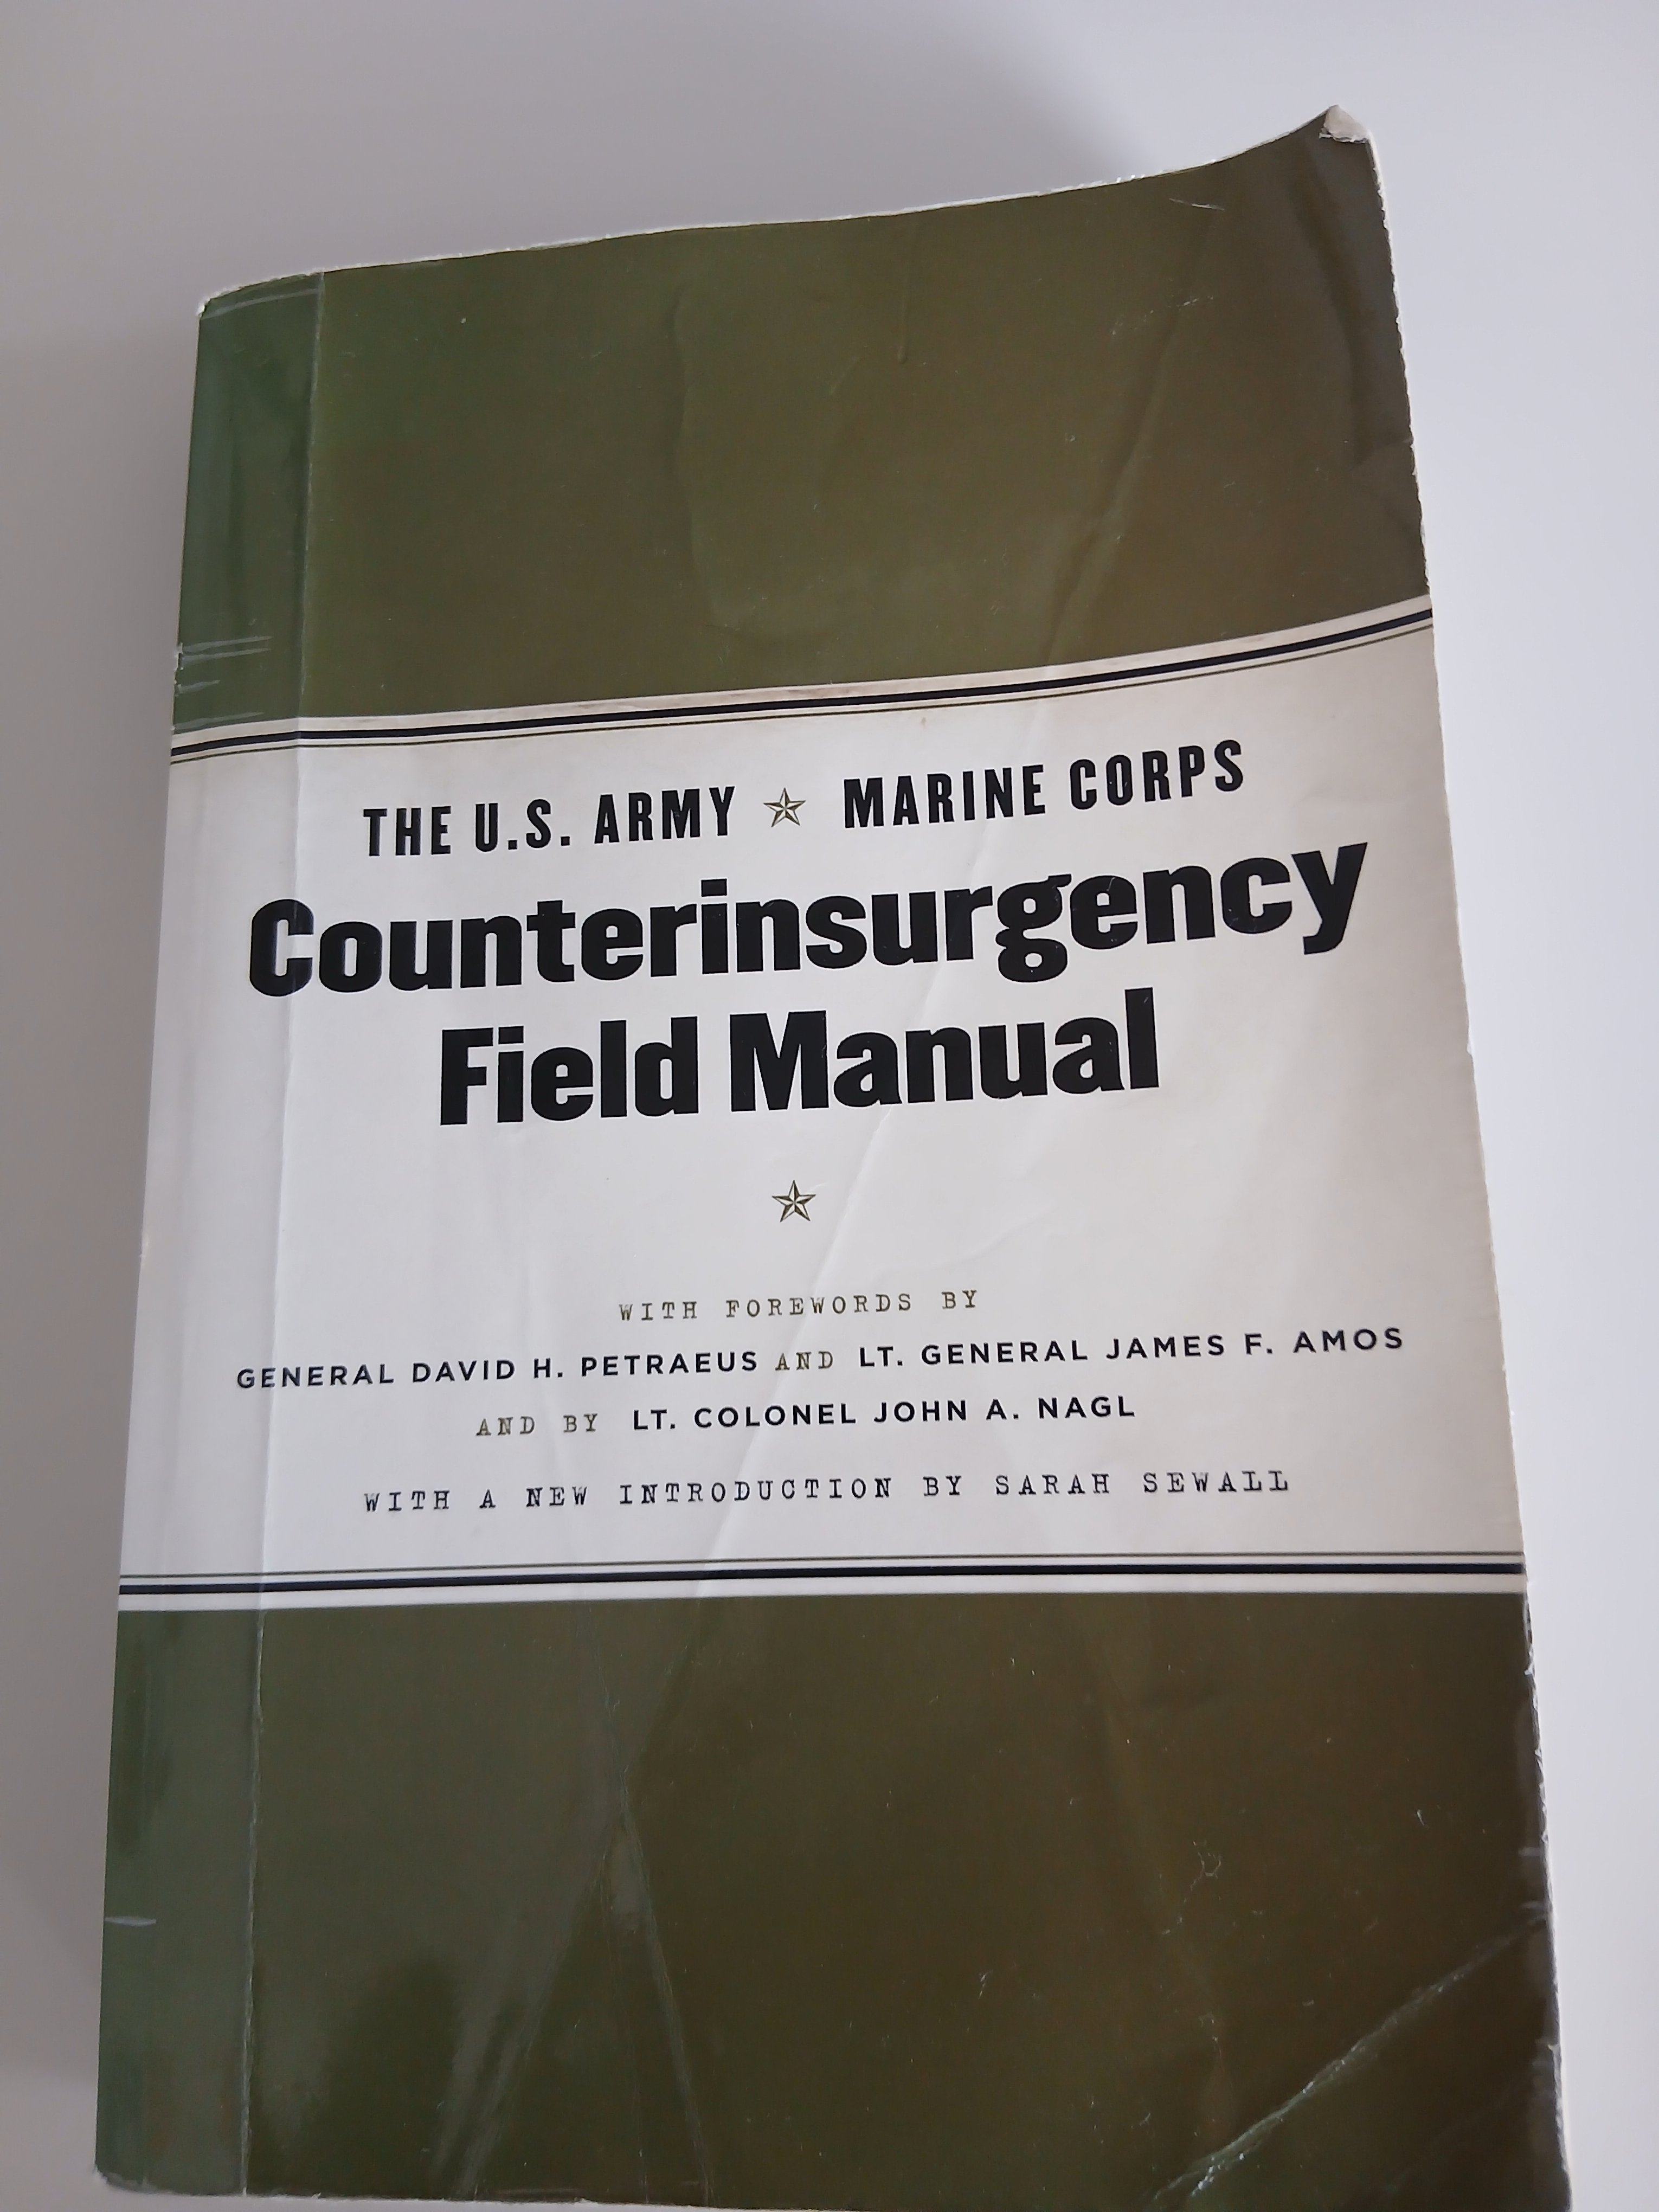 THE U.S. ARMY ★ MARINE CORPS
Counterinsurgency
Field Manual
WITH FOREWORDS BY
GENERAL DAVID H. PETRAEUS AND LT. GENERAL JAMES F. AMOS
AND BY LT. COLONEL JOHN A. NAGL
WITH A NEW INTRODUCTION BY SARAH SEWALL